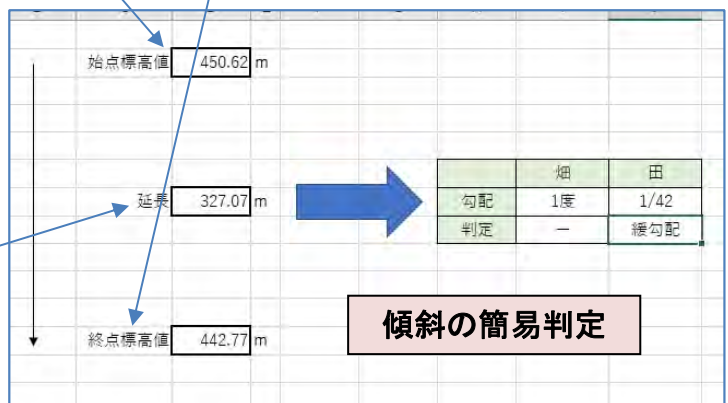 始点標高値 450.62 m
畑 田
延長 327.07 m 勾配 1度 1/42
判定 － 緩勾配
傾斜の簡易判定
終点標高値 442.77 m